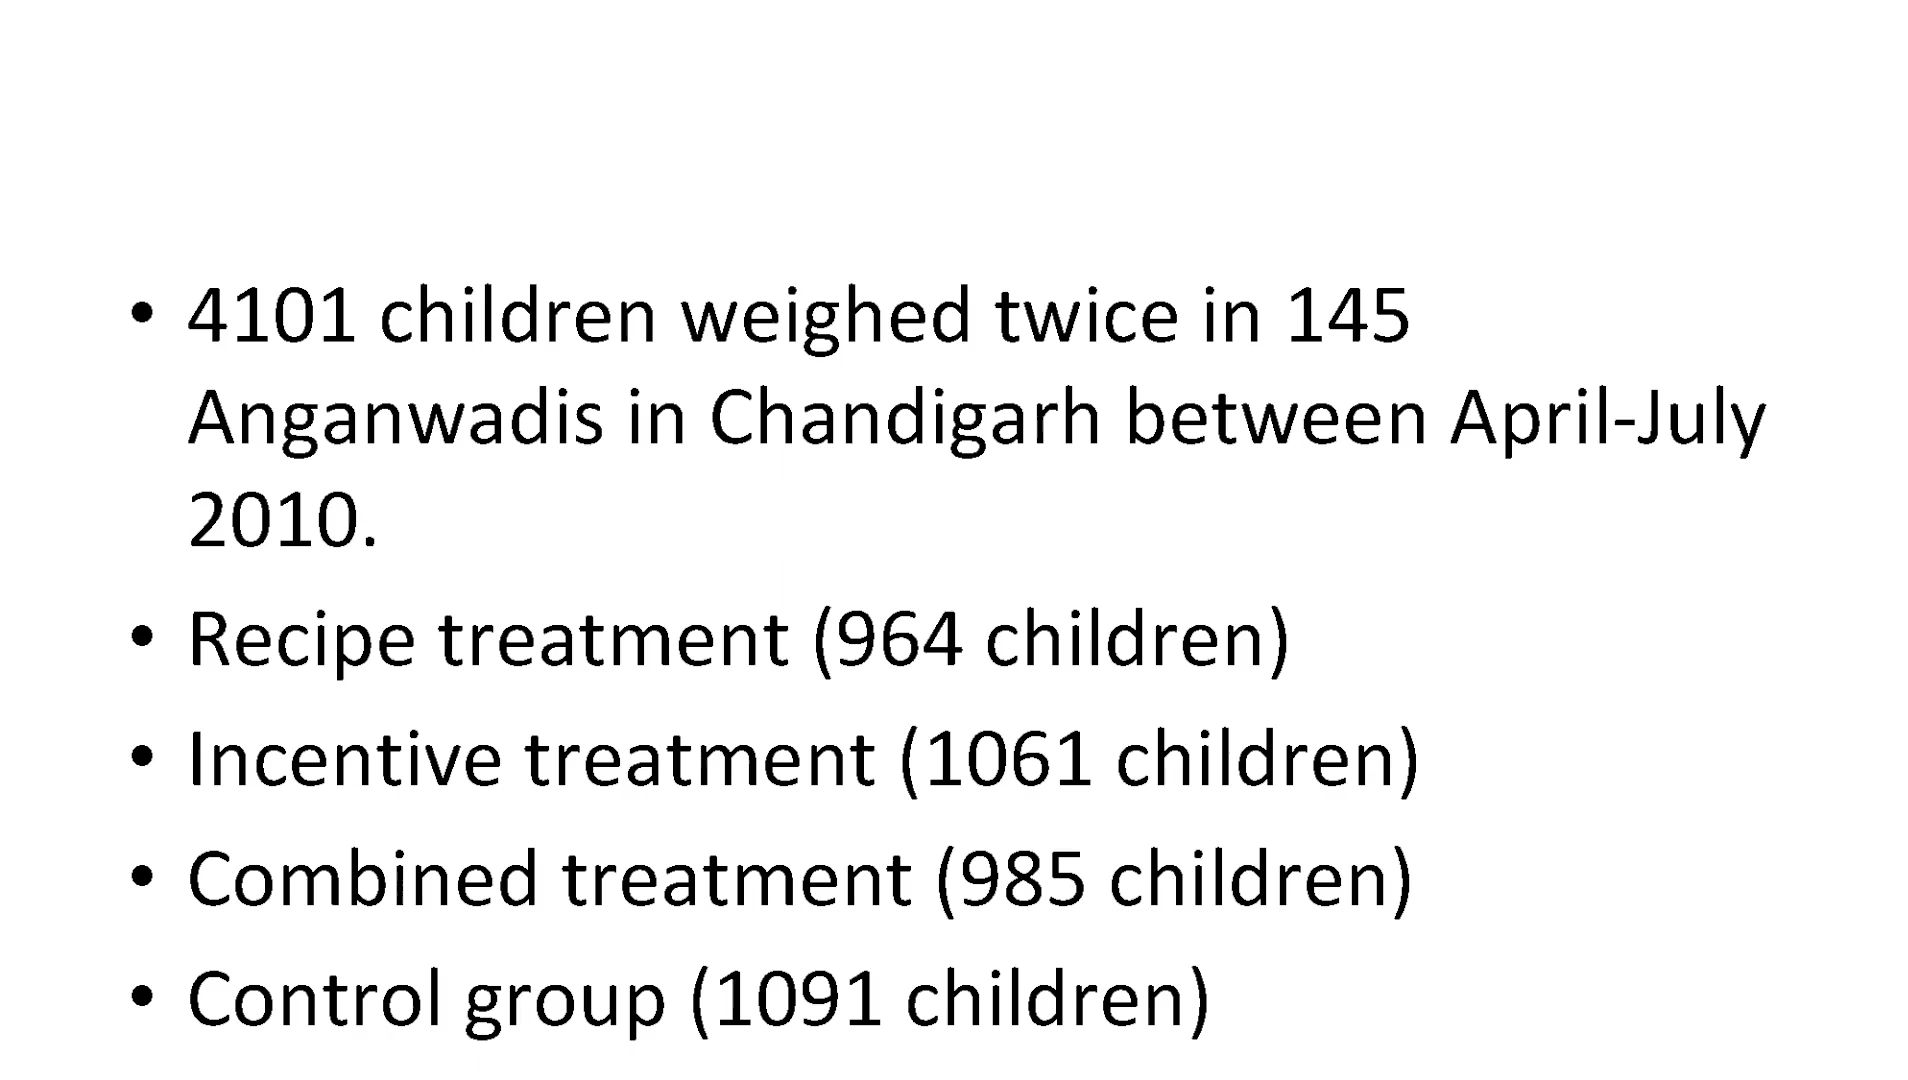 • 4101 children weighed twice in 145
Anganwadis in Chandigarh between April-July
2010.
• Recipe treatment (964 children)
• Incentive treatment (1061 children)
• Combined treatment (985 children)
• Control group (1091 children)